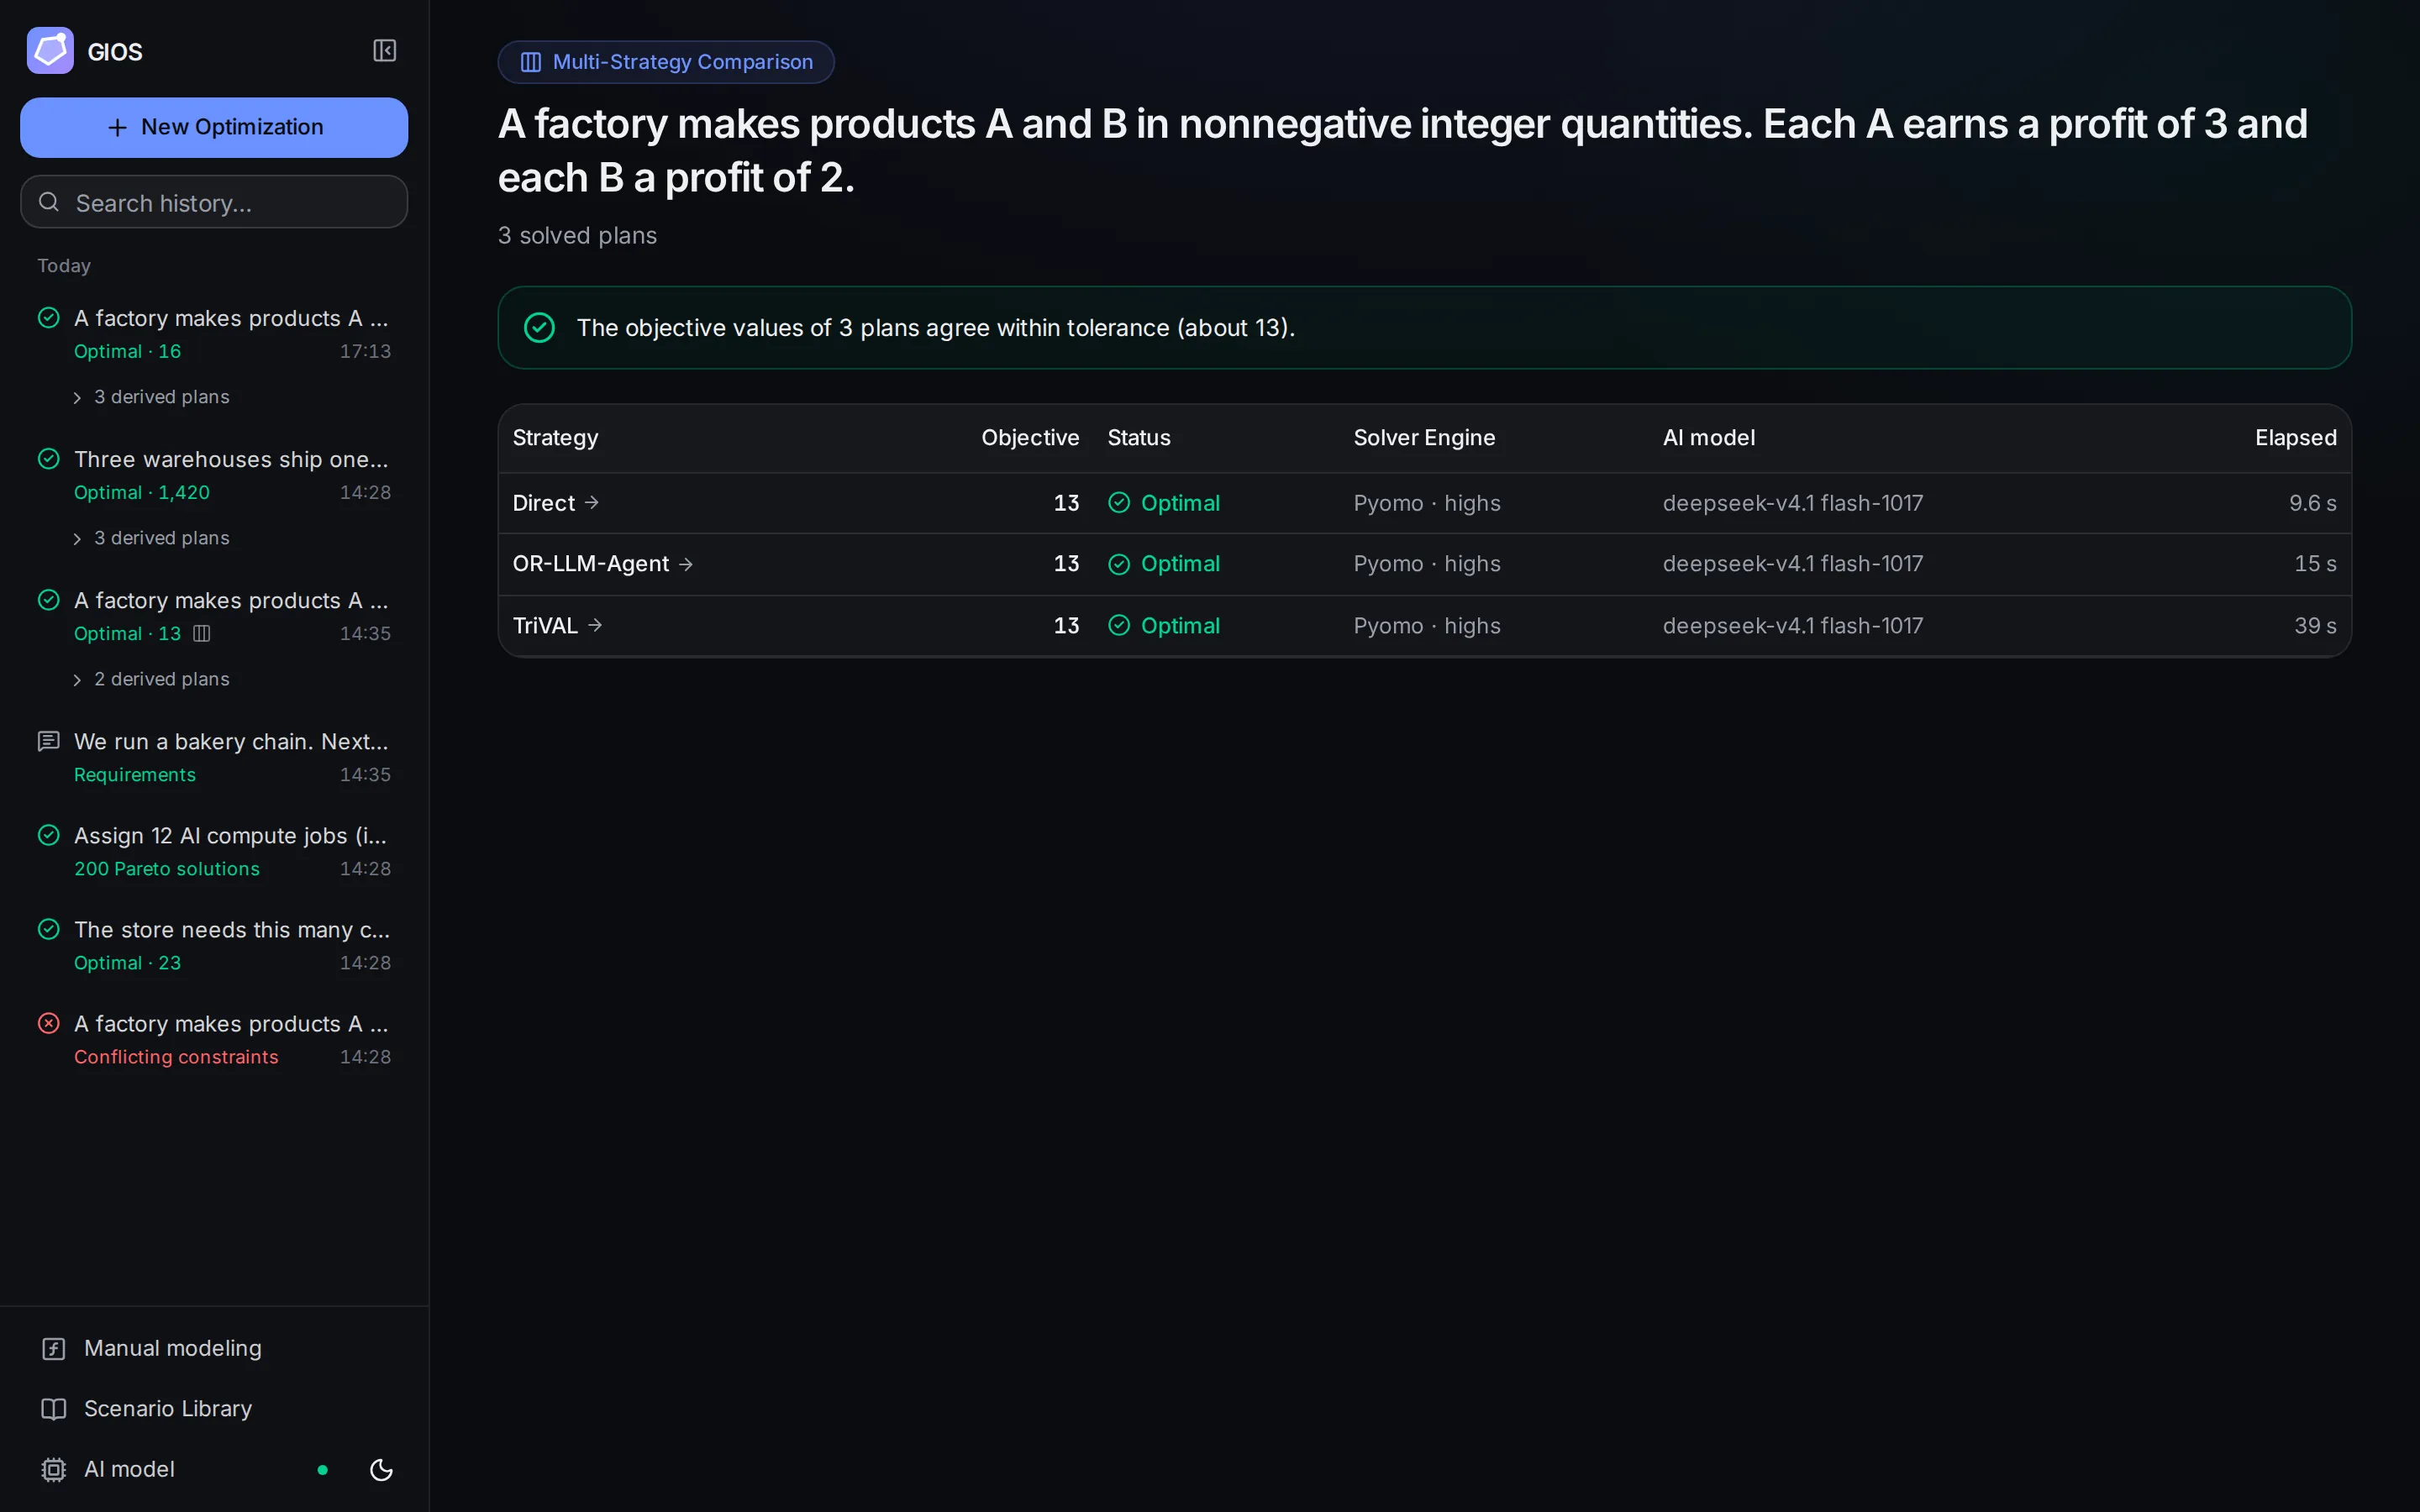 GIOS
New Optimization
Search history...
Today
A factory makes products A ...
Optimal · 16 17:13
3 derived plans
Three warehouses ship one...
Optimal · 1,420 14:28
3 derived plans
A factory makes products A ...
Optimal · 13 14:35
2 derived plans
We run a bakery chain. Next...
Requirements 14:35
Assign 12 AI compute jobs (i...
200 Pareto solutions 14:28
The store needs this many c...
Optimal · 23 14:28
A factory makes products A ...
Conflicting constraints 14:28
Manual modeling
Scenario Library
AI model
Multi-Strategy Comparison
A factory makes products A and B in nonnegative integer quantities. Each A earns a profit of 3 and
each B a profit of 2.
3 solved plans
The objective values of 3 plans agree within tolerance (about 13).
Strategy Objective Status Solver Engine AI model Elapsed
Direct → 13 Optimal Pyomo · highs deepseek-v4.1 flash-1017 9.6 s
OR-LLM-Agent → 13 Optimal Pyomo · highs deepseek-v4.1 flash-1017 15 s
TriVAL → 13 Optimal Pyomo · highs deepseek-v4.1 flash-1017 39 s